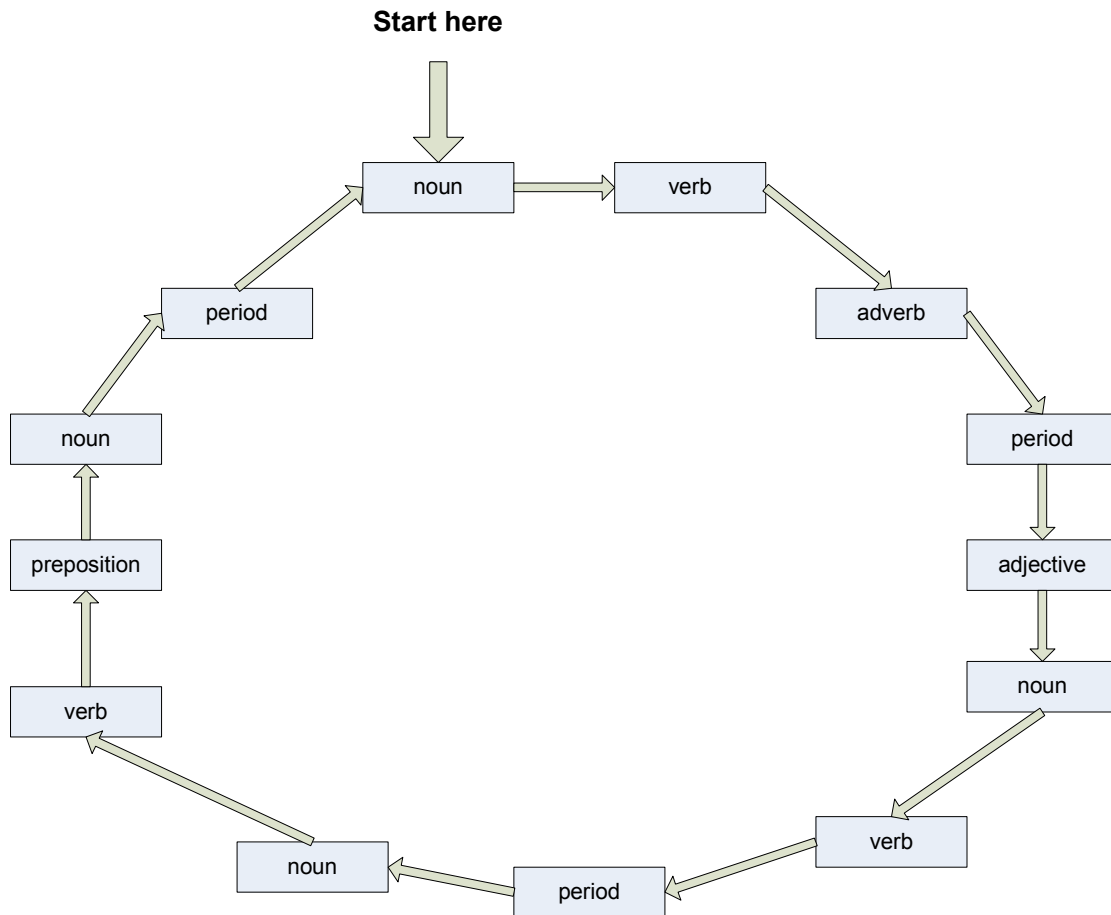 Start here
noun
verb
adverb
period
adjective
noun
verb
period
noun
verb
preposition
noun
period